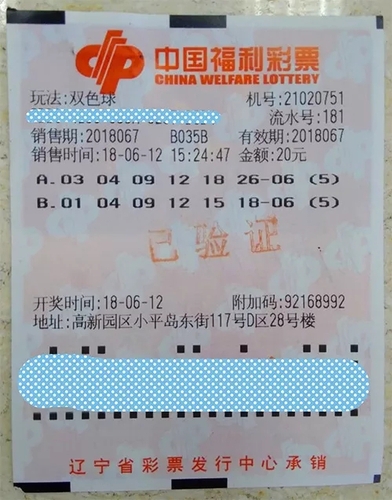 中国福利彩票
CHINA WELFARE LOTTERY
玩法:双色球 机号:21020751
流水号:181
销售期:2018067 B035B 有效期:2018067
销售时间:18-06-12 15:24:47 金额:20元
A.03 04 09 12 18 26-06 (5)
B.01 04 09 12 15 18-06 (5)
已验证
开奖时间:18-06-12 附加码:92168992
地址:高新园区小平岛东街117号D区28号楼
辽宁省彩票发行中心承销